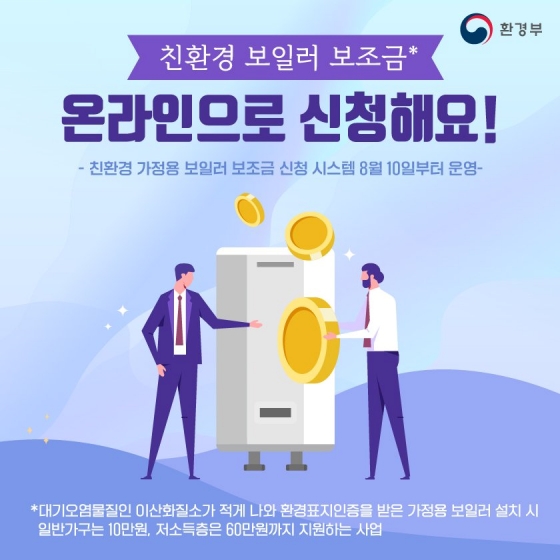 환경부
친환경 보일러 보조금*
온라인으로 신청해요!
- 친환경 가정용 보일러 보조금 신청 시스템 8월 10일부터 운영-
*대기오염물질인 이산화질소가 적게 나와 환경표지인증을 받은 가정용 보일러 설치 시
일반가구는 10만원, 저소득층은 60만원까지 지원하는 사업